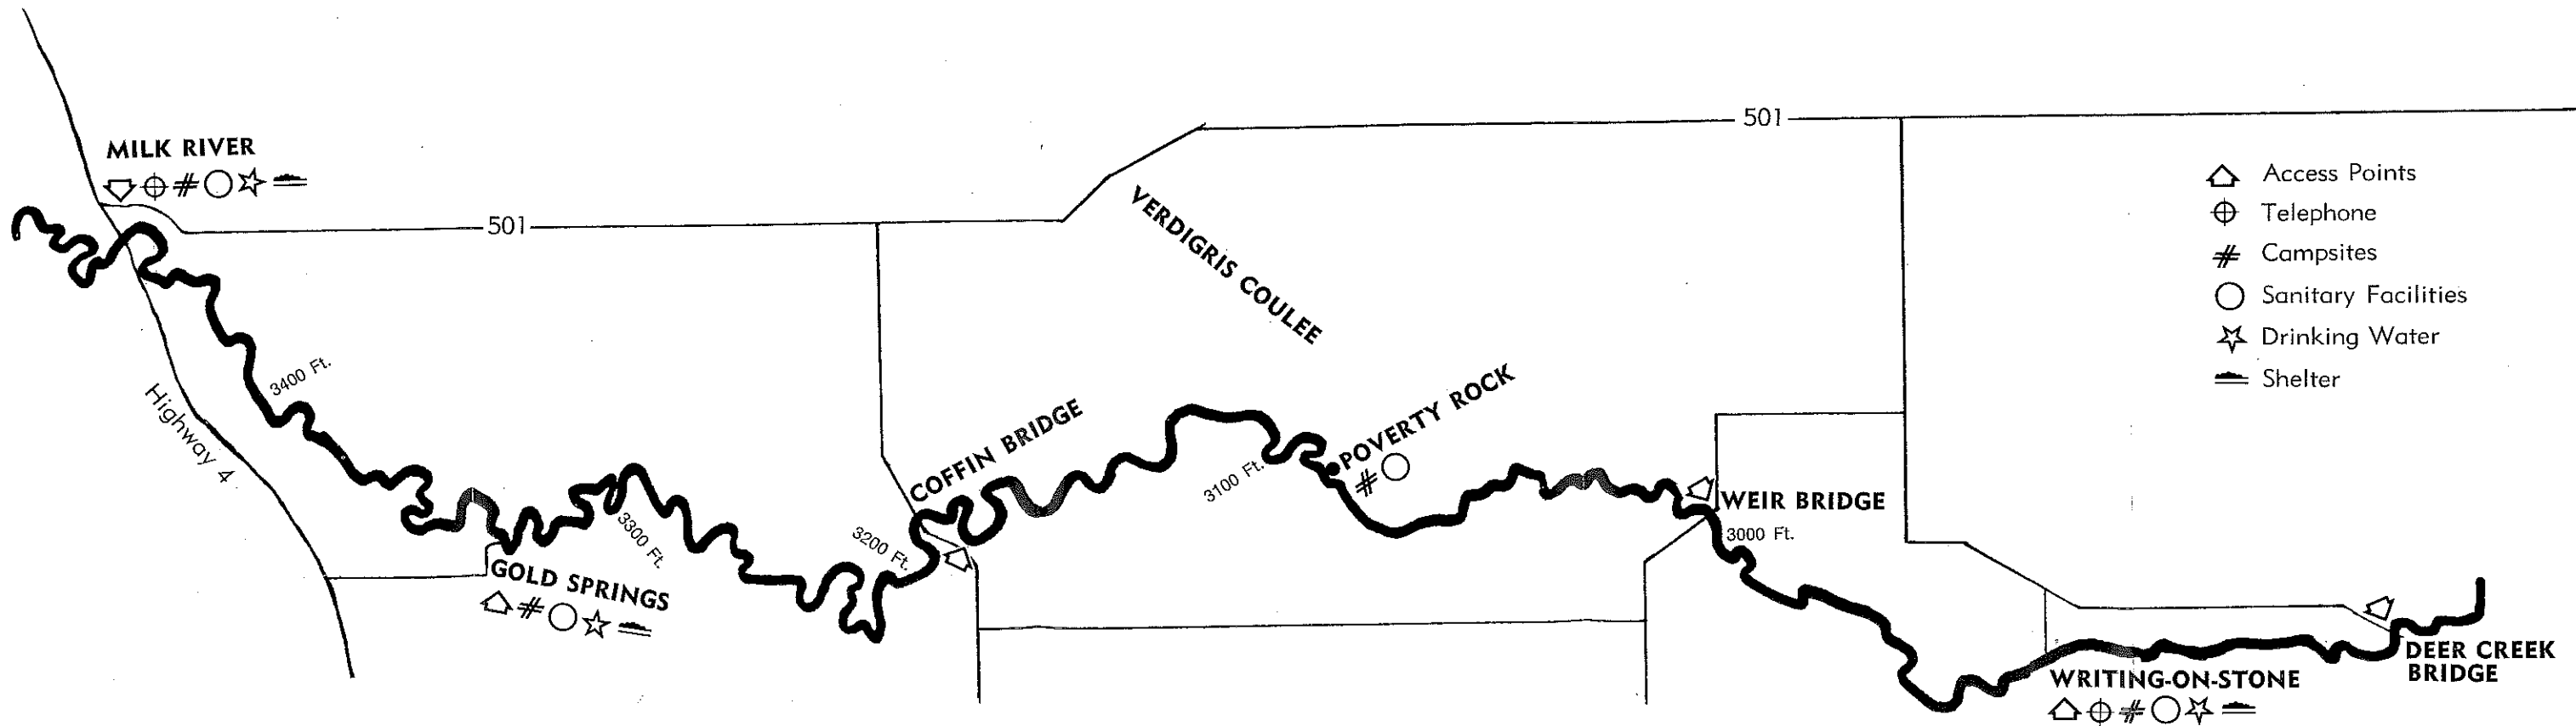 MILK RIVER
501
501
VERDIGRIS COULEE
Access Points
Telephone
Campsites
Sanitary Facilities
Drinking Water
Shelter
3400 Ft.
Highway 4
COFFIN BRIDGE
POVERTY ROCK
3100 Ft.
WEIR BRIDGE
3000 Ft.
3300 Ft.
3200 Ft.
GOLD SPRINGS
DEER CREEK
BRIDGE
WRITING-ON-STONE